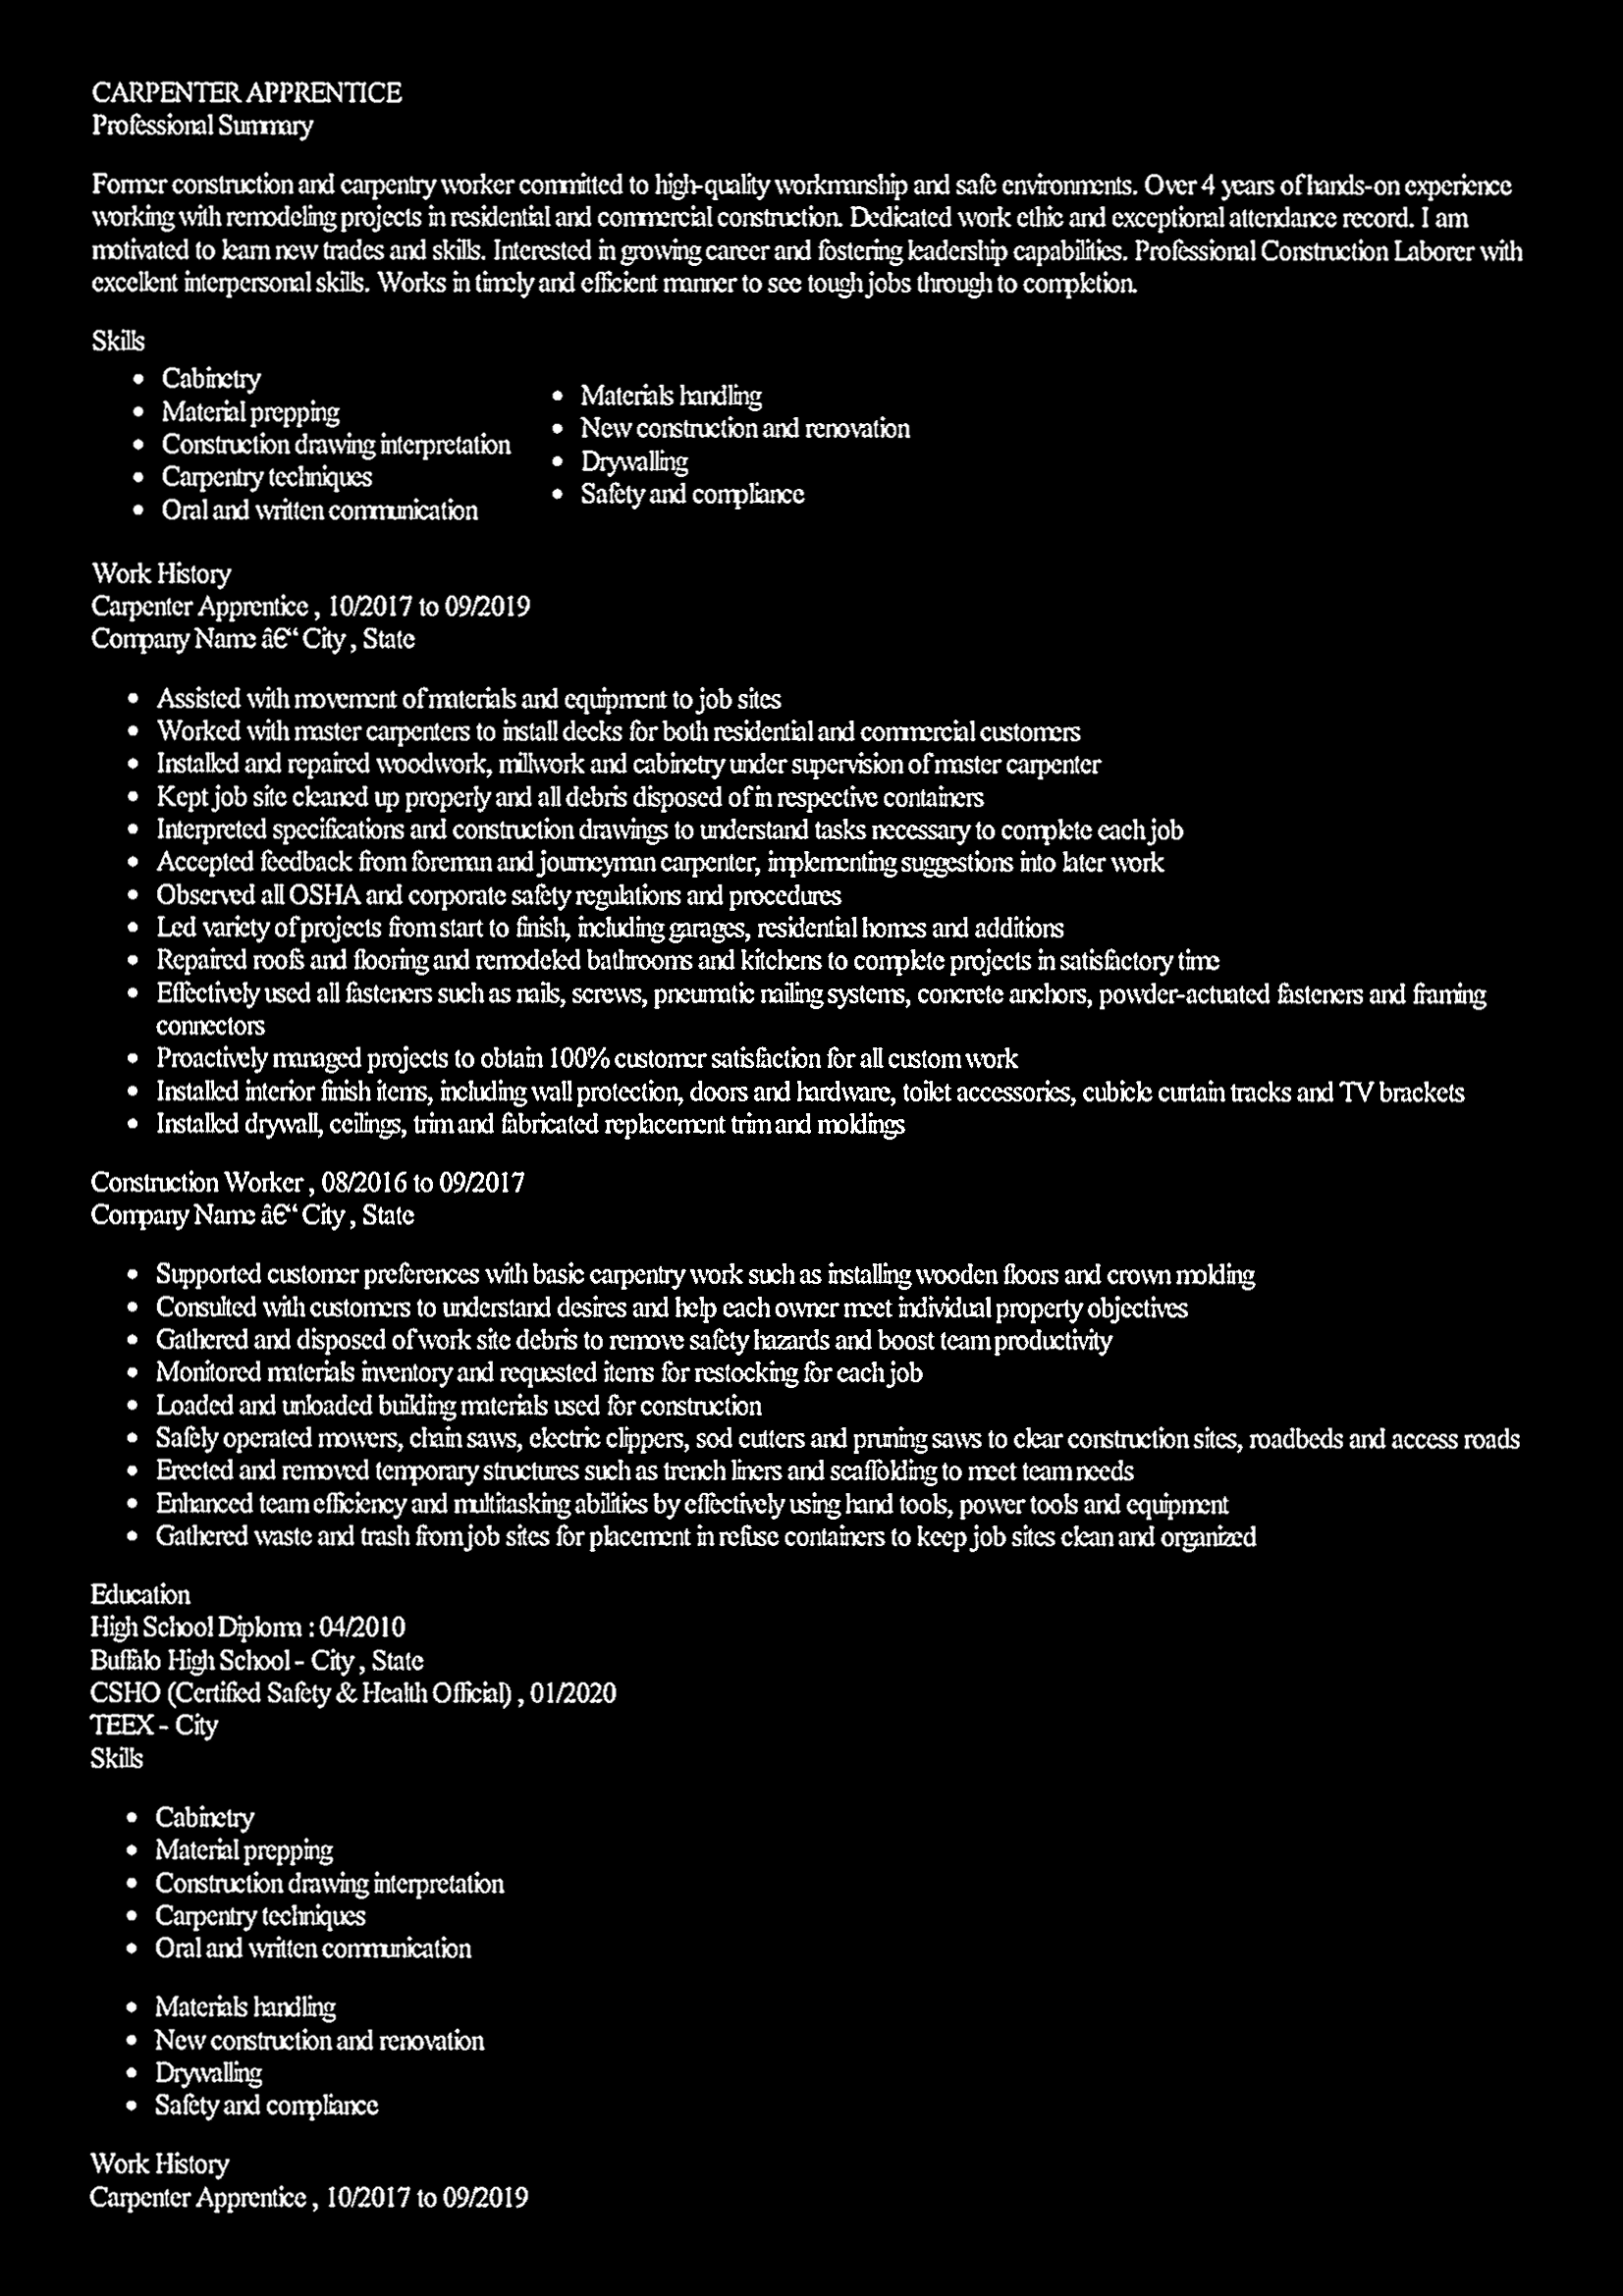 CARPENTER APPRENTICE
Professional Summary
Former construction and carpentry worker committed to high-quality workmanship and safe environments. Over 4 years of hands-on experience
working with remodeling projects in residential and commercial construction. Dedicated work ethic and exceptional attendance record. I am
motivated to learn new trades and skills. Interested in growing career and fostering leadership capabilities. Professional Construction Laborer with
excellent interpersonal skills. Works in timely and efficient manner to see tough jobs through to completion.
Skills
• Cabinetry
• Material prepping
• Construction drawing interpretation
• Carpentry techniques
• Oral and written communication
• Materials handling
• New construction and renovation
• Drywalling
• Safety and compliance
Work History
Carpenter Apprentice , 10/2017 to 09/2019
Company Name â€“ City , State
• Assisted with movement of materials and equipment to job sites
• Worked with master carpenters to install decks for both residential and commercial customers
• Installed and repaired woodwork, millwork and cabinetry under supervision of master carpenter
• Kept job site cleaned up properly and all debris disposed of in respective containers
• Interpreted specifications and construction drawings to understand tasks necessary to complete each job
• Accepted feedback from foreman and journeyman carpenter, implementing suggestions into later work
• Observed all OSHA and corporate safety regulations and procedures
• Led variety of projects from start to finish, including garages, residential homes and additions
• Repaired roofs and flooring and remodeled bathrooms and kitchens to complete projects in satisfactory time
• Effectively used all fasteners such as nails, screws, pneumatic nailing systems, concrete anchors, powder-actuated fasteners and framing
connectors
• Proactively managed projects to obtain 100% customer satisfaction for all custom work
• Installed interior finish items, including wall protection, doors and hardware, toilet accessories, cubicle curtain tracks and TV brackets
• Installed drywall, ceilings, trim and fabricated replacement trim and moldings
Construction Worker , 08/2016 to 09/2017
Company Name â€“ City , State
• Supported customer preferences with basic carpentry work such as installing wooden floors and crown molding
• Consulted with customers to understand desires and help each owner meet individual property objectives
• Gathered and disposed of work site debris to remove safety hazards and boost team productivity
• Monitored materials inventory and requested items for restocking for each job
• Loaded and unloaded building materials used for construction
• Safely operated mowers, chain saws, electric clippers, sod cutters and pruning saws to clear construction sites, roadbeds and access roads
• Erected and removed temporary structures such as trench liners and scaffolding to meet team needs
• Enhanced team efficiency and multitasking abilities by effectively using hand tools, power tools and equipment
• Gathered waste and trash from job sites for placement in refuse containers to keep job sites clean and organized
Education
High School Diploma : 04/2010
Buffalo High School - City , State
CSHO (Certified Safety & Health Official) , 01/2020
TEEX - City
Skills
• Cabinetry
• Material prepping
• Construction drawing interpretation
• Carpentry techniques
• Oral and written communication
• Materials handling
• New construction and renovation
• Drywalling
• Safety and compliance
Work History
Carpenter Apprentice , 10/2017 to 09/2019